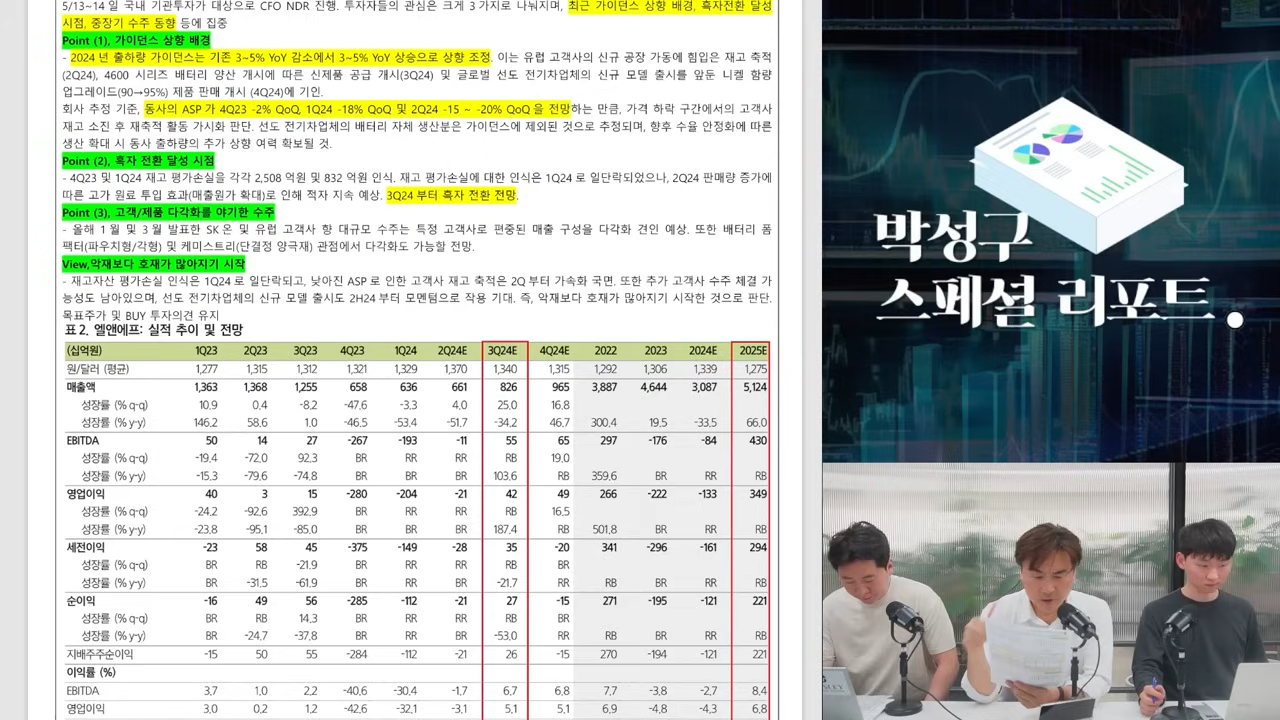 5/13~14 일 국내 기관투자가 대상으로 CFO NDR 진행. 투자자들의 관심은 크게 3가지로 나눠지며, 최근 가이던스 상향 배경, 흑자전환 달성
시점, 중장기 수주 동향 등에 집중
Point (1), 가이던스 상향 배경
- 2024년 출하량 가이던스는 기존 3~5% YoY 감소에서 3~5% YoY 상승으로 상향 조정. 이는 유럽 고객사의 신규 공장 가동에 힘입은 재고 축적
(2Q24), 4600 시리즈 배터리 양산 개시에 따른 신제품 공급 개시(3Q24) 및 글로벌 선도 전기차업체의 신규 모델 출시를 앞둔 니켈 함량
업그레이드(90→95%) 제품 판매 개시 (4Q24)에 기인.
회사 추정 기준, 동사의 ASP 가 4Q23 -2% QoQ, 1Q24 -18% QoQ 및 2Q24 -15 ~ -20% QoQ 을 전망하는 만큼, 가격 하락 구간에서의 고객사
재고 소진 후 재축적 활동 가시화 판단. 선도 전기차업체의 배터리 자체 생산분은 가이던스에 제외된 것으로 추정되며, 향후 수율 안정화에 따른
생산 확대 시 동사 출하량의 추가 상향 여력 확보될 것.
Point (2), 흑자 전환 달성 시점
- 4Q23 및 1Q24 재고 평가손실을 각각 2,508 억원 및 832 억원 인식. 재고 평가손실에 대한 인식은 1Q24 로 일단락되었으나, 2Q24 판매량 증가에
따른 고가 원료 투입 효과(매출원가 확대)로 인해 적자 지속 예상. 3Q24 부터 흑자 전환 전망.
Point (3), 고객/제품 다각화를 야기한 수주
- 올해 1월 및 3월 발표한 SK 온 및 유럽 고객사 향 대규모 수주는 특정 고객사로 편중된 매출 구성을 다각화 견인 예상. 또한 배터리 폼
팩터(파우치형/각형) 및 케미스트리(단결정 양극재) 관점에서 다각화도 가능할 전망.
View,악재보다 호재가 많아지기 시작
- 재고자산 평가손실 인식은 1Q24 로 일단락되고, 낮아진 ASP 로 인한 고객사 재고 축적은 2Q 부터 가속화 국면. 또한 추가 고객사 수주 체결 가
능성도 남아있으며, 선도 전기차업체의 신규 모델 출시도 2H24 부터 모멘텀으로 작용 기대. 즉, 악재보다 호재가 많아지기 시작한 것으로 판단.
목표주가 및 BUY 투자의견 유지
표 2. 엘앤에프: 실적 추이 및 전망
(십억원) 1Q23 2Q23 3Q23 4Q23 1Q24 2Q24E 3Q24E 4Q24E 2022 2023 2024E 2025E
원/달러 (평균) 1,277 1,315 1,312 1,321 1,329 1,370 1,340 1,315 1,292 1,306 1,339 1,275
매출액 1,363 1,368 1,255 658 636 661 826 965 3,887 4,644 3,087 5,124
성장률 (% q-q) 10.9 0.4 -8.2 -47.6 -3.3 4.0 25.0 16.8
성장률 (% y-y) 146.2 58.6 1.0 -46.5 -53.4 -51.7 -34.2 46.7 300.4 19.5 -33.5 66.0
EBITDA 50 14 27 -267 -193 -11 55 65 297 -176 -84 430
성장률 (% q-q) -19.4 -72.0 92.3 BR RR RR RB 19.0
성장률 (% y-y) -15.3 -79.6 -74.8 BR RR RR 103.6 RB 359.6 BR RR RB
영업이익 40 3 15 -280 -204 -21 42 49 266 -222 -133 349
성장률 (% q-q) -24.2 -92.6 392.9 BR RR RR RB 16.5
성장률 (% y-y) -23.8 -95.1 -85.0 BR BR BR 187.4 RB 501.8 BR RR RB
세전이익 -23 58 45 -375 -149 -28 35 -20 341 -296 -161 294
성장률 (% q-q) BR RB -21.9 BR RR RR RB BR
성장률 (% y-y) BR -31.5 -61.9 BR RR BR -21.7 RR RB BR RR RB
순이익 -16 49 56 -285 -112 -21 27 -15 271 -195 -121 221
성장률 (% q-q) BR RB 14.3 BR RR RR RB BR
성장률 (% y-y) BR -24.7 -37.8 BR RR BR -53.0 RR RB BR RR RB
지배주주순이익 -15 50 55 -284 -112 -21 26 -15 270 -194 -121 221
이익률 (%)
EBITDA 3.7 1.0 2.2 -40.6 -30.4 -1.7 6.7 6.8 7.7 -3.8 -2.7 8.4
영업이익 3.0 0.2 1.2 -42.6 -32.1 -3.1 5.1 5.1 6.9 -4.8 -4.3 6.8
박성구
스페셜 리포트.